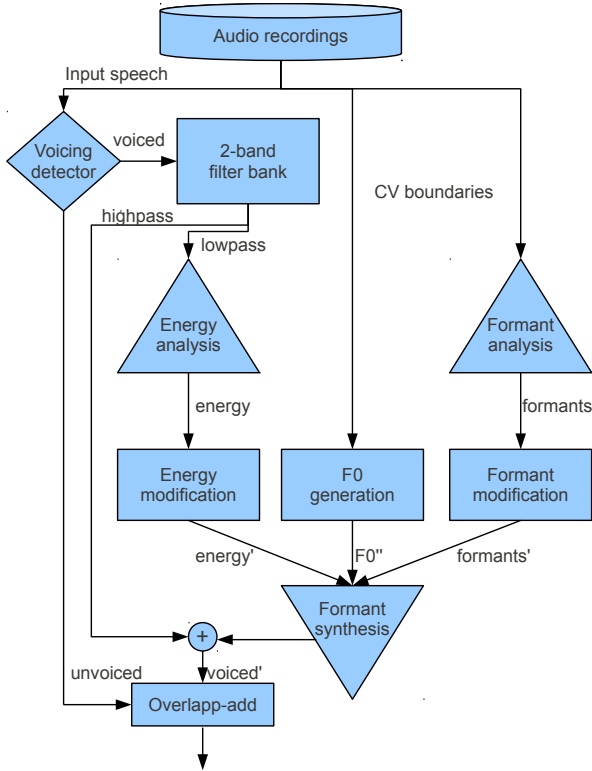 Audio recordings
Input speech
Voicing
detector
voiced
2-band
filter bank
CV boundaries
highpass
lowpass
Energy
analysis
Formant
analysis
energy
formants
Energy
modification
F0
generation
Formant
modification
energy'
F0''
formants'
Formant
synthesis
+
unvoiced
voiced'
Overlapp-add